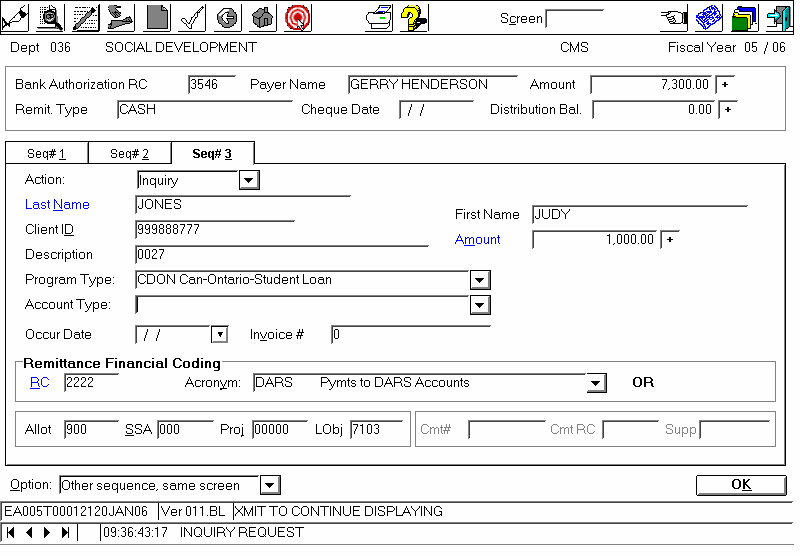 Screen
Dept 036 SOCIAL DEVELOPMENT CMS Fiscal Year 05 / 06
Bank Authorization RC 3546 Payer Name GERRY HENDERSON Amount 7,300.00 +
Remit. Type CASH Cheque Date / / Distribution Bal. 0.00 +
Seq# 1 Seq# 2 Seq# 3
Action: Inquiry
Last Name JONES
First Name JUDY
Client ID 999888777
Amount 1,000.00 +
Description 0027
Program Type: CDON Can-Ontario-Student Loan
Account Type:
Occur Date / / Invoice # 0
Remittance Financial Coding
RC 2222 Acronym: DARS Pymts to DARS Accounts OR
Allot 900 SSA 000 Proj 00000 LObj 7103 Cmt# Cmt RC Supp
Option: Other sequence, same screen OK
EA005T00012120JAN06 Ver 011.BL XMIT TO CONTINUE DISPLAYING
09:36:43:17 INQUIRY REQUEST